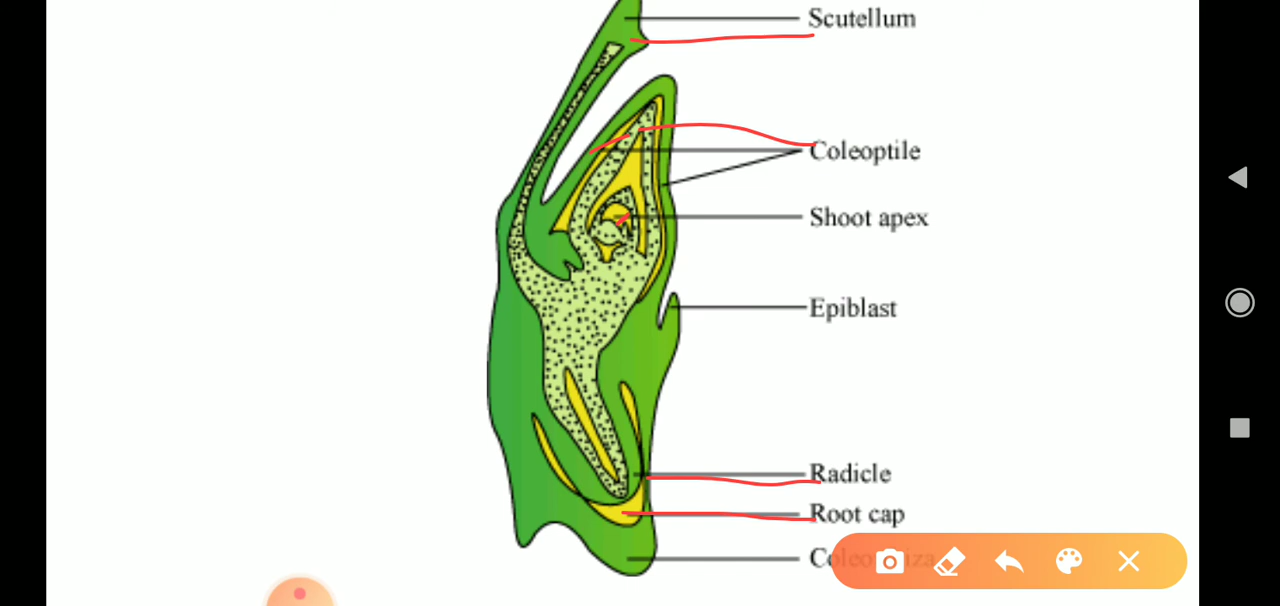 Scutellum
Coleoptile
Shoot apex
Epiblast
Radicle
Root cap